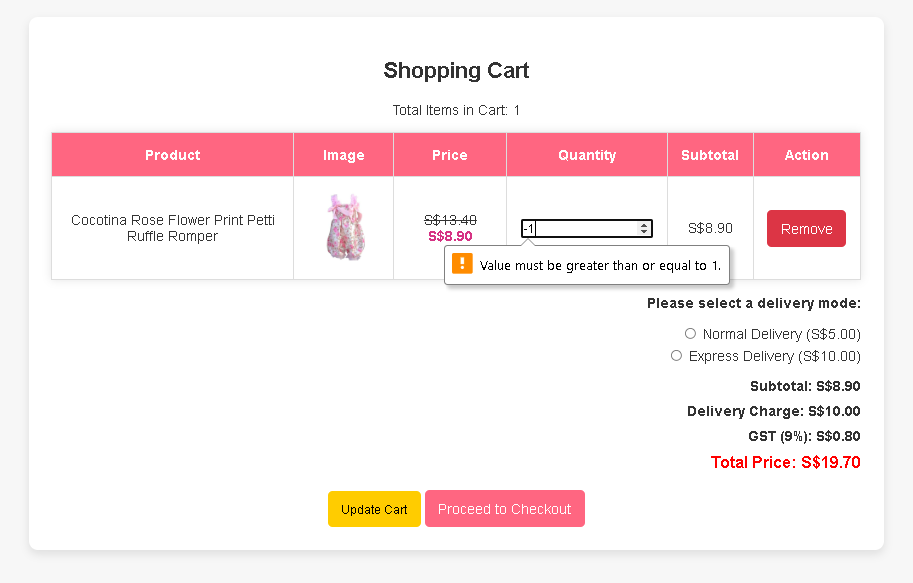 Shopping Cart
Total Items in Cart: 1
Product Image Price Quantity Subtotal Action
Cocotina Rose Flower Print Petti
Ruffle Romper
S$13.40
S$8.90
-1
S$8.90
Remove
! Value must be greater than or equal to 1.
Please select a delivery mode:
Normal Delivery (S$5.00)
Express Delivery (S$10.00)
Subtotal: S$8.90
Delivery Charge: S$10.00
GST (9%): S$0.80
Total Price: S$19.70
Update Cart
Proceed to Checkout